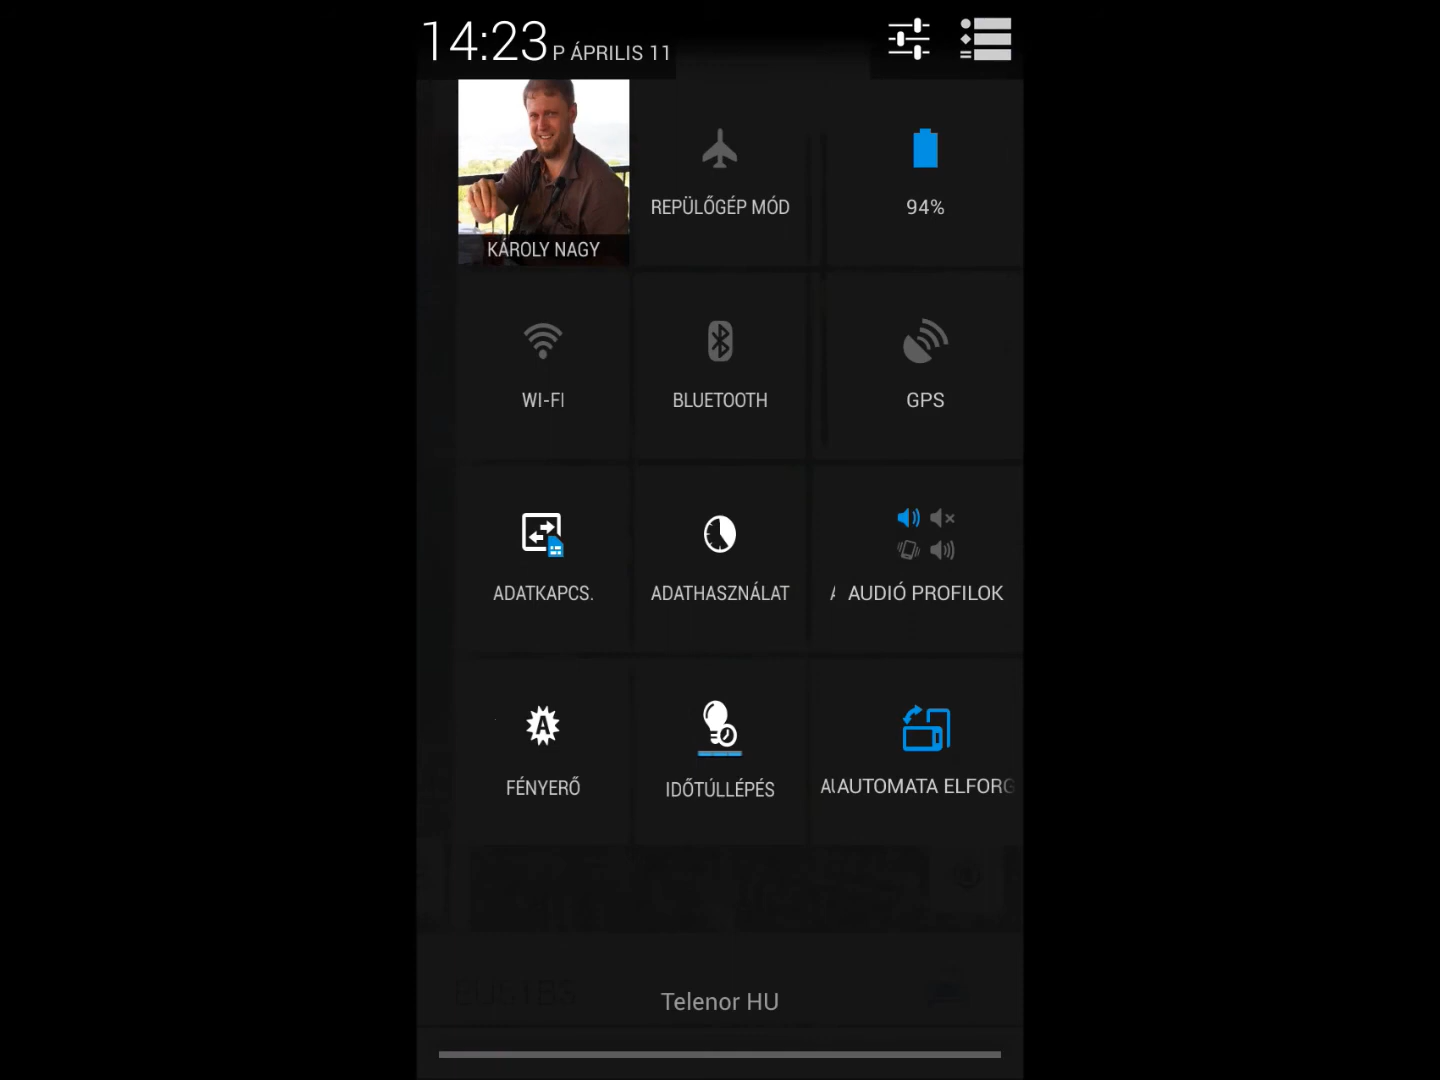 14:23 P ÁPRILIS 11
KÁROLY NAGY
REPÜLŐGÉP MÓD
94%
WI-FI
BLUETOOTH
GPS
ADATKAPCS.
ADATHASZNÁLAT
AUDIÓ PROFILOK
FÉNYERŐ
IDŐTÚLLÉPÉS
AUTOMATA ELFORG
Telenor HU